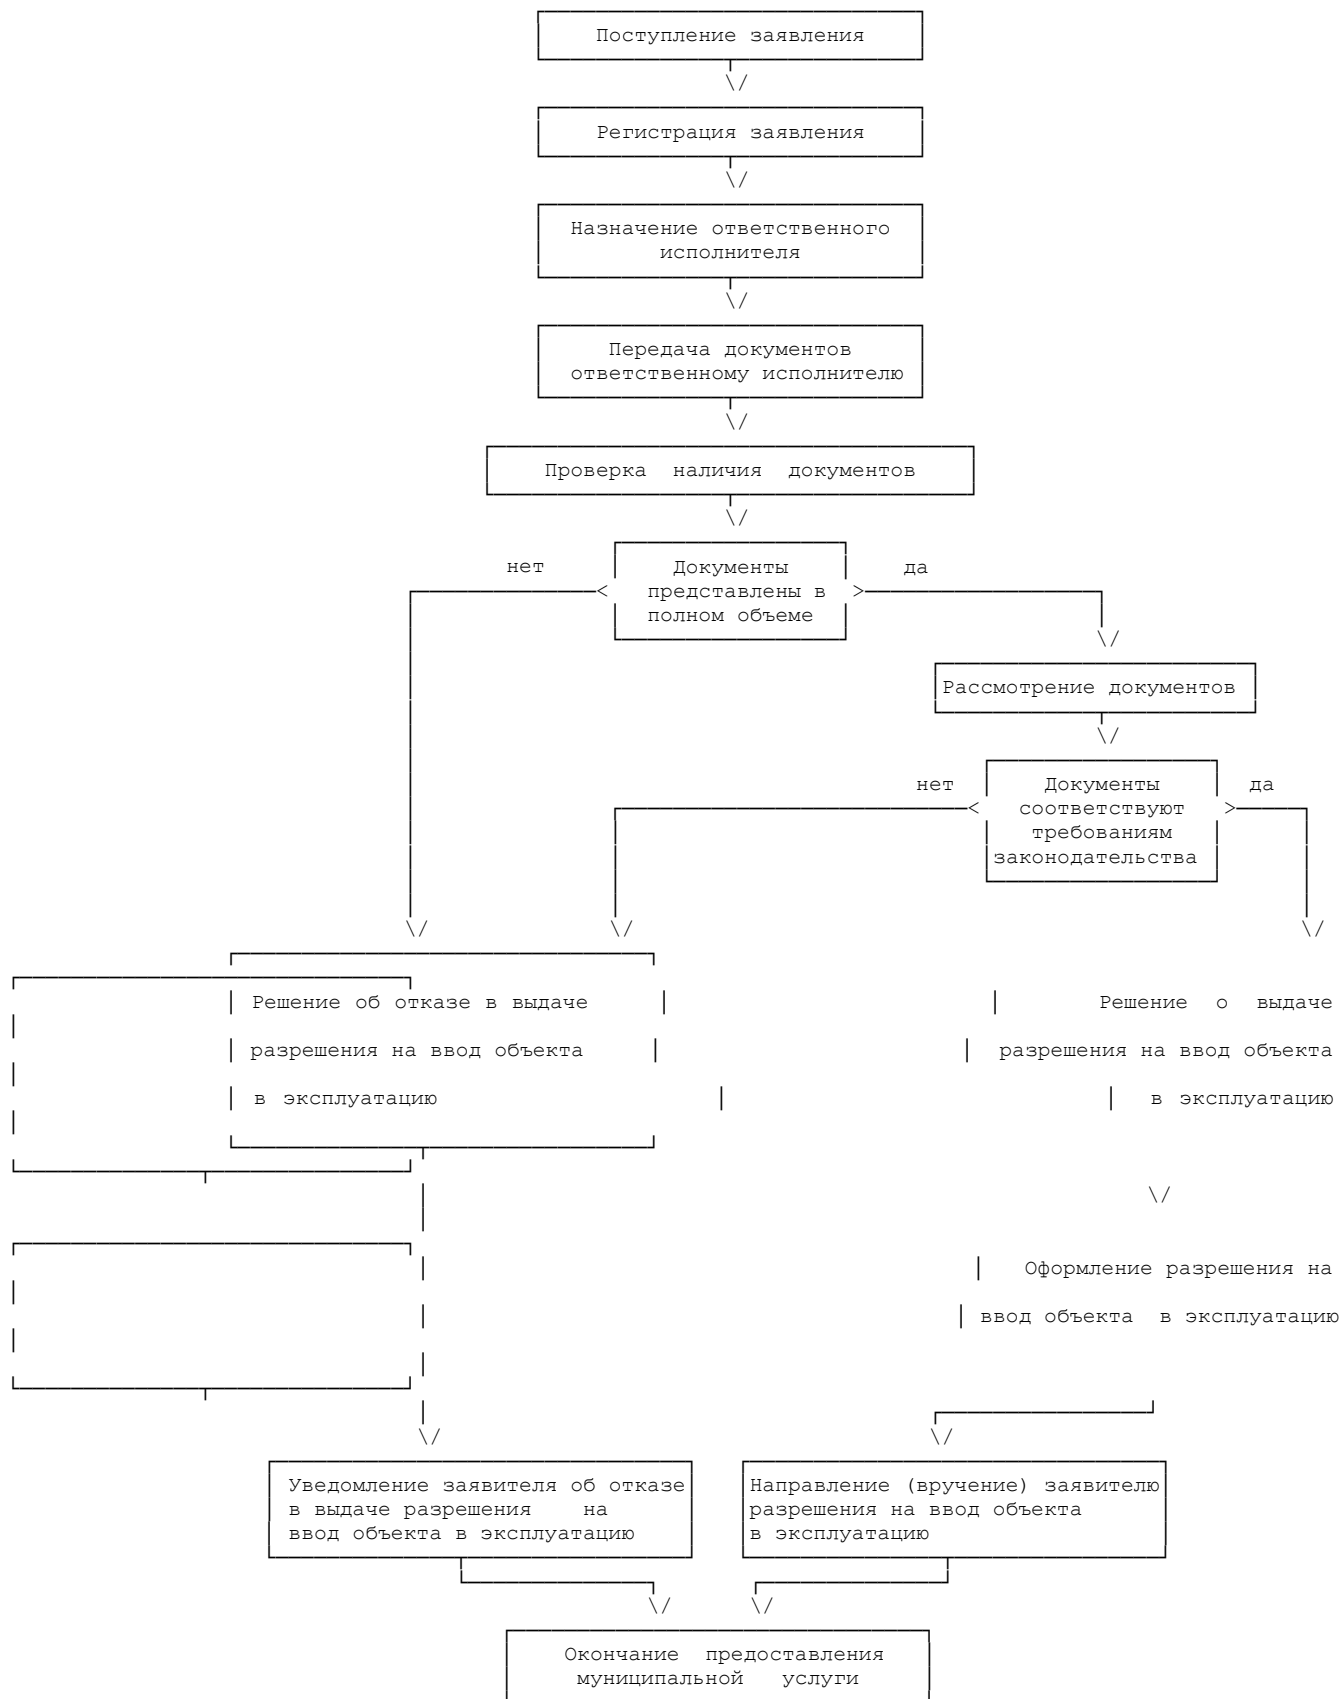 Поступление заявления
Регистрация заявления
Назначение ответственного
исполнителя
Передача документов
ответственному исполнителю
Проверка наличия документов
нет
Документы
да
представлены в
полном объеме
Рассмотрение документов
нет
Документы
да
соответствуют
требованиям
законодательства
Решение об отказе в выдаче
Решение о выдаче
разрешения на ввод объекта
разрешения на ввод объекта
в эксплуатацию
в эксплуатацию
Оформление разрешения на
ввод объекта в эксплуатацию
Уведомление заявителя об отказе
в выдаче разрешения на
ввод объекта в эксплуатацию
Направление (вручение) заявителю
разрешения на ввод объекта
в эксплуатацию
Окончание предоставления
муниципальной услуги